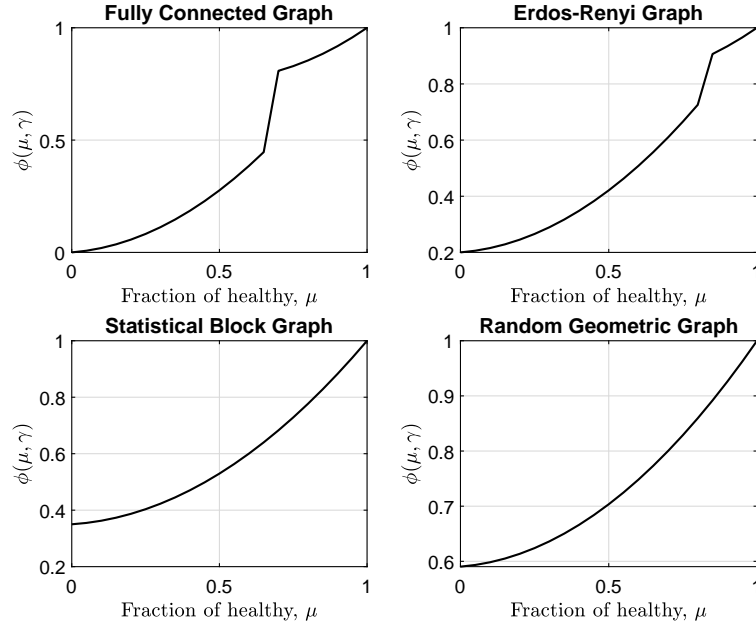 Fully Connected Graph
1
0.5
0
ϕ(μ, γ)
0
0.5
1
Fraction of healthy, μ
Erdos-Renyi Graph
1
0.8
0.6
0.4
0.2
ϕ(μ, γ)
0
0.5
1
Fraction of healthy, μ
Statistical Block Graph
1
0.8
0.6
0.4
0.2
ϕ(μ, γ)
0
0.5
1
Fraction of healthy, μ
Random Geometric Graph
1
0.9
0.8
0.7
0.6
ϕ(μ, γ)
0
0.5
1
Fraction of healthy, μ